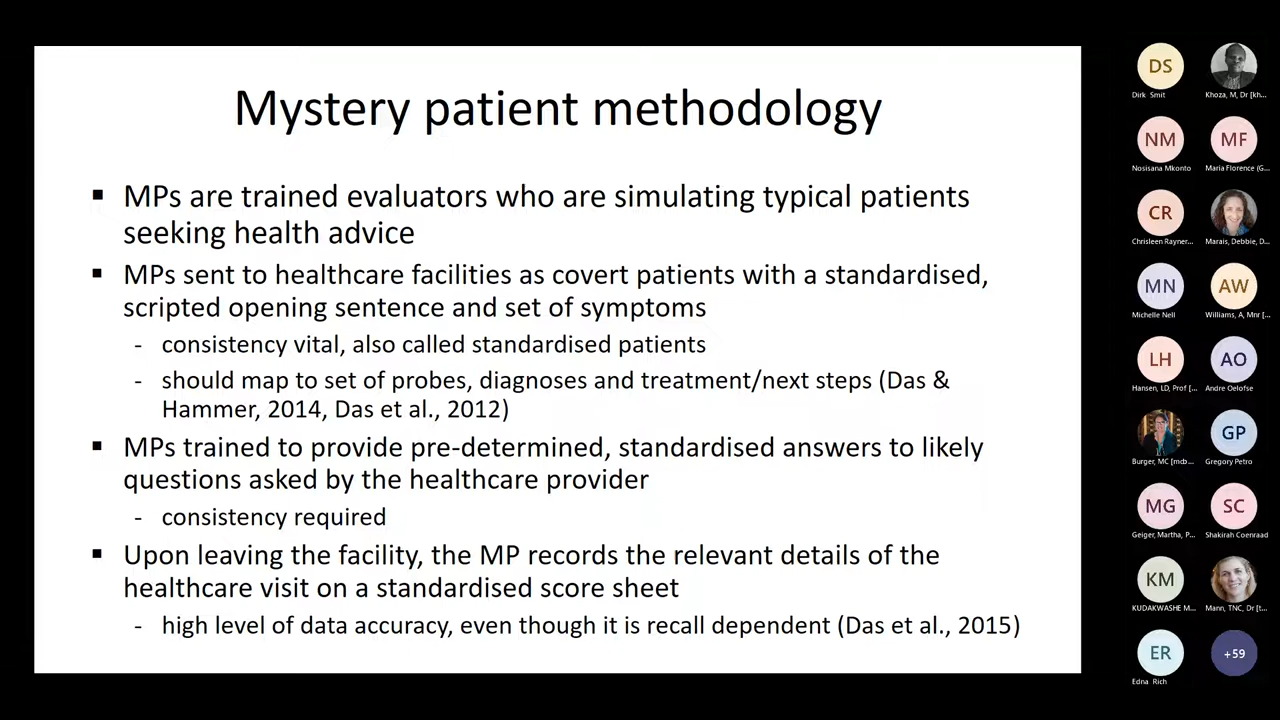 Mystery patient methodology
▪ MPs are trained evaluators who are simulating typical patients
seeking health advice
▪ MPs sent to healthcare facilities as covert patients with a standardised,
scripted opening sentence and set of symptoms
- consistency vital, also called standardised patients
- should map to set of probes, diagnoses and treatment/next steps (Das &
Hammer, 2014, Das et al., 2012)
▪ MPs trained to provide pre-determined, standardised answers to likely
questions asked by the healthcare provider
- consistency required
▪ Upon leaving the facility, the MP records the relevant details of the
healthcare visit on a standardised score sheet
- high level of data accuracy, even though it is recall dependent (Das et al., 2015)
DS
Dirk Smit
Khoza, M, Dr [kh...
NM
Nosisana Mkonto
MF
Maria Florence (G...
CR
Chrisleen Rayner...
Marais, Debbie, D...
MN
Michelle Nell
AW
Williams, A, Mnr [...
LH
Hansen, LD, Prof [...
AO
Andre Oelofse
Burger, MC [mcb...
GP
Gregory Petro
MG
Geiger, Martha, P...
SC
Shakirah Coenraad
KM
KUDAKWASHE M...
Mann, TNC, Dr [t...
ER
Edna Rich
+59